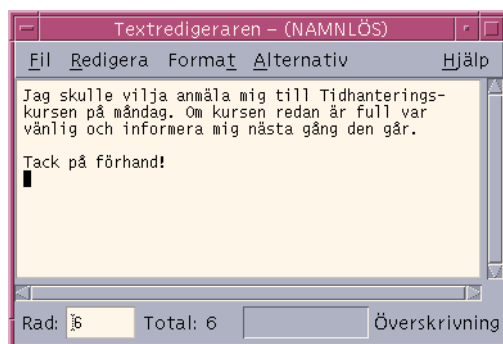 Textredigeraren – (NAMNLÖS)
Fil Redigera Format Alternativ Hjälp
Jag skulle vilja anmäla mig till Tidhanterings-
kursen på måndag. Om kursen redan är full var
vänlig och informera mig nästa gång den går.
Tack på förhand!
Rad: 6 Total: 6 Överskrivning